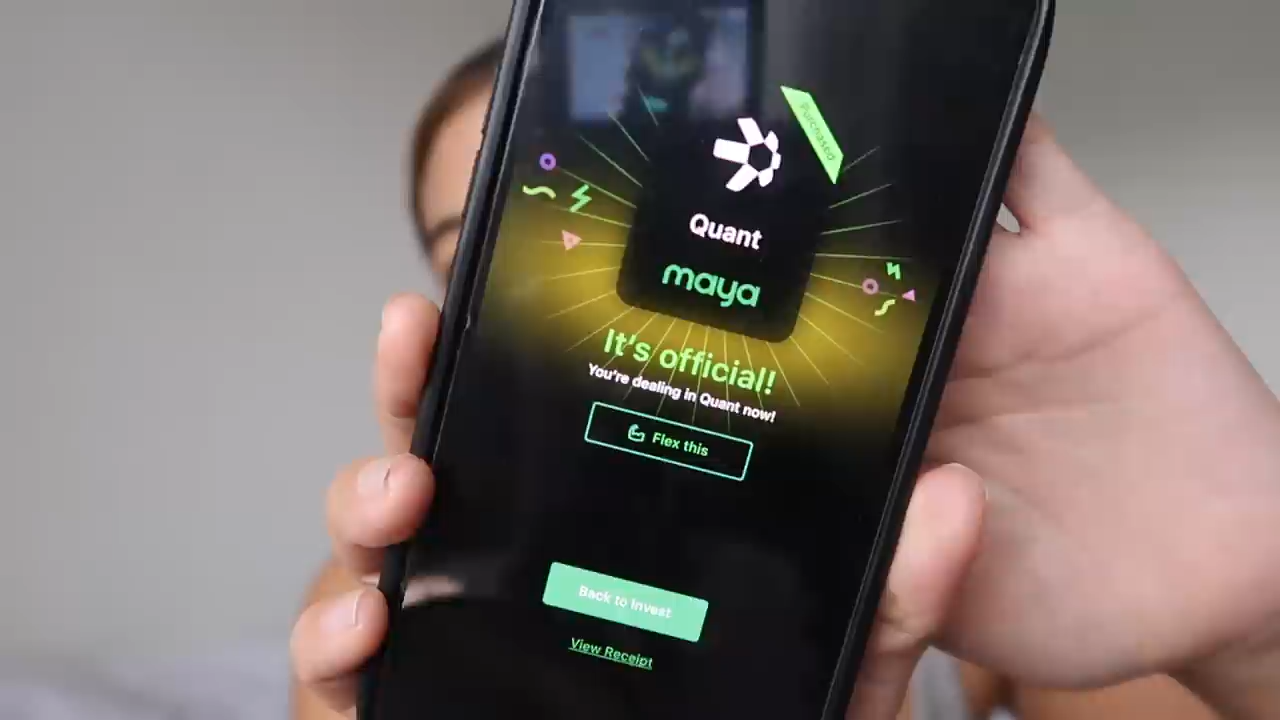 Purchased
Quant
maya
It's official!
You're dealing in Quant now!
Flex this
Back to Invest
View Receipt